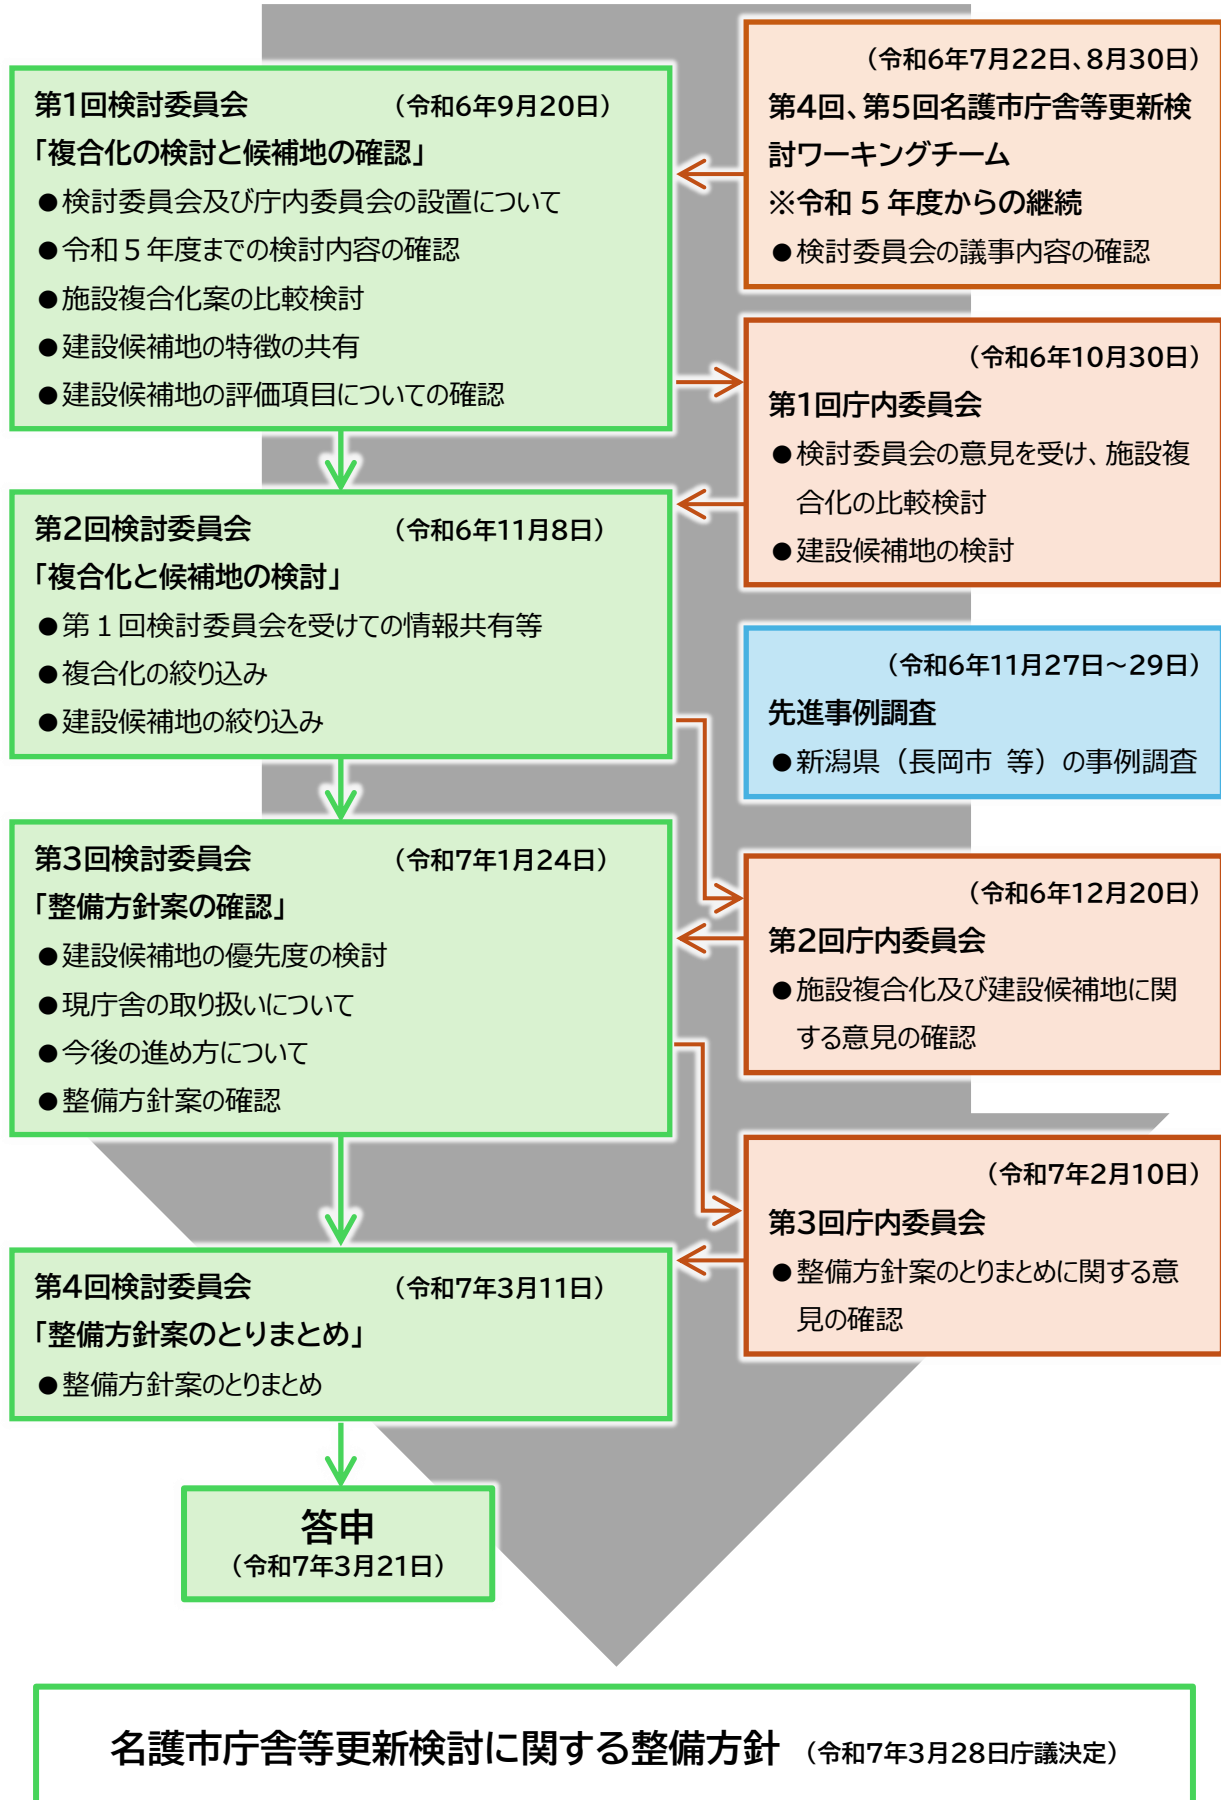 （令和6年7月22日、8月30日）
第4回、第5回名護市庁舎等更新検
討ワーキングチーム
※令和５年度からの継続
●検討委員会の議事内容の確認
第1回検討委員会　（令和6年9月20日）
「複合化の検討と候補地の確認」
●検討委員会及び庁内委員会の設置について
●令和５年度までの検討内容の確認
●施設複合化案の比較検討
●建設候補地の特徴の共有
●建設候補地の評価項目についての確認
（令和6年10月30日）
第1回庁内委員会
●検討委員会の意見を受け、施設複
合化の比較検討
●建設候補地の検討
第2回検討委員会　（令和6年11月8日）
「複合化と候補地の検討」
●第１回検討委員会を受けての情報共有等
●複合化の絞り込み
●建設候補地の絞り込み
（令和6年11月27日～29日）
先進事例調査
●新潟県（長岡市 等）の事例調査
（令和6年12月20日）
第2回庁内委員会
●施設複合化及び建設候補地に関
する意見の確認
第3回検討委員会　（令和7年1月24日）
「整備方針案の確認」
●建設候補地の優先度の検討
●現庁舎の取り扱いについて
●今後の進め方について
●整備方針案の確認
（令和7年2月10日）
第3回庁内委員会
●整備方針案のとりまとめに関する意
見の確認
第4回検討委員会　（令和7年3月11日）
「整備方針案のとりまとめ」
●整備方針案のとりまとめ
答申
（令和7年3月21日）
名護市庁舎等更新検討に関する整備方針　（令和7年3月28日庁議決定）